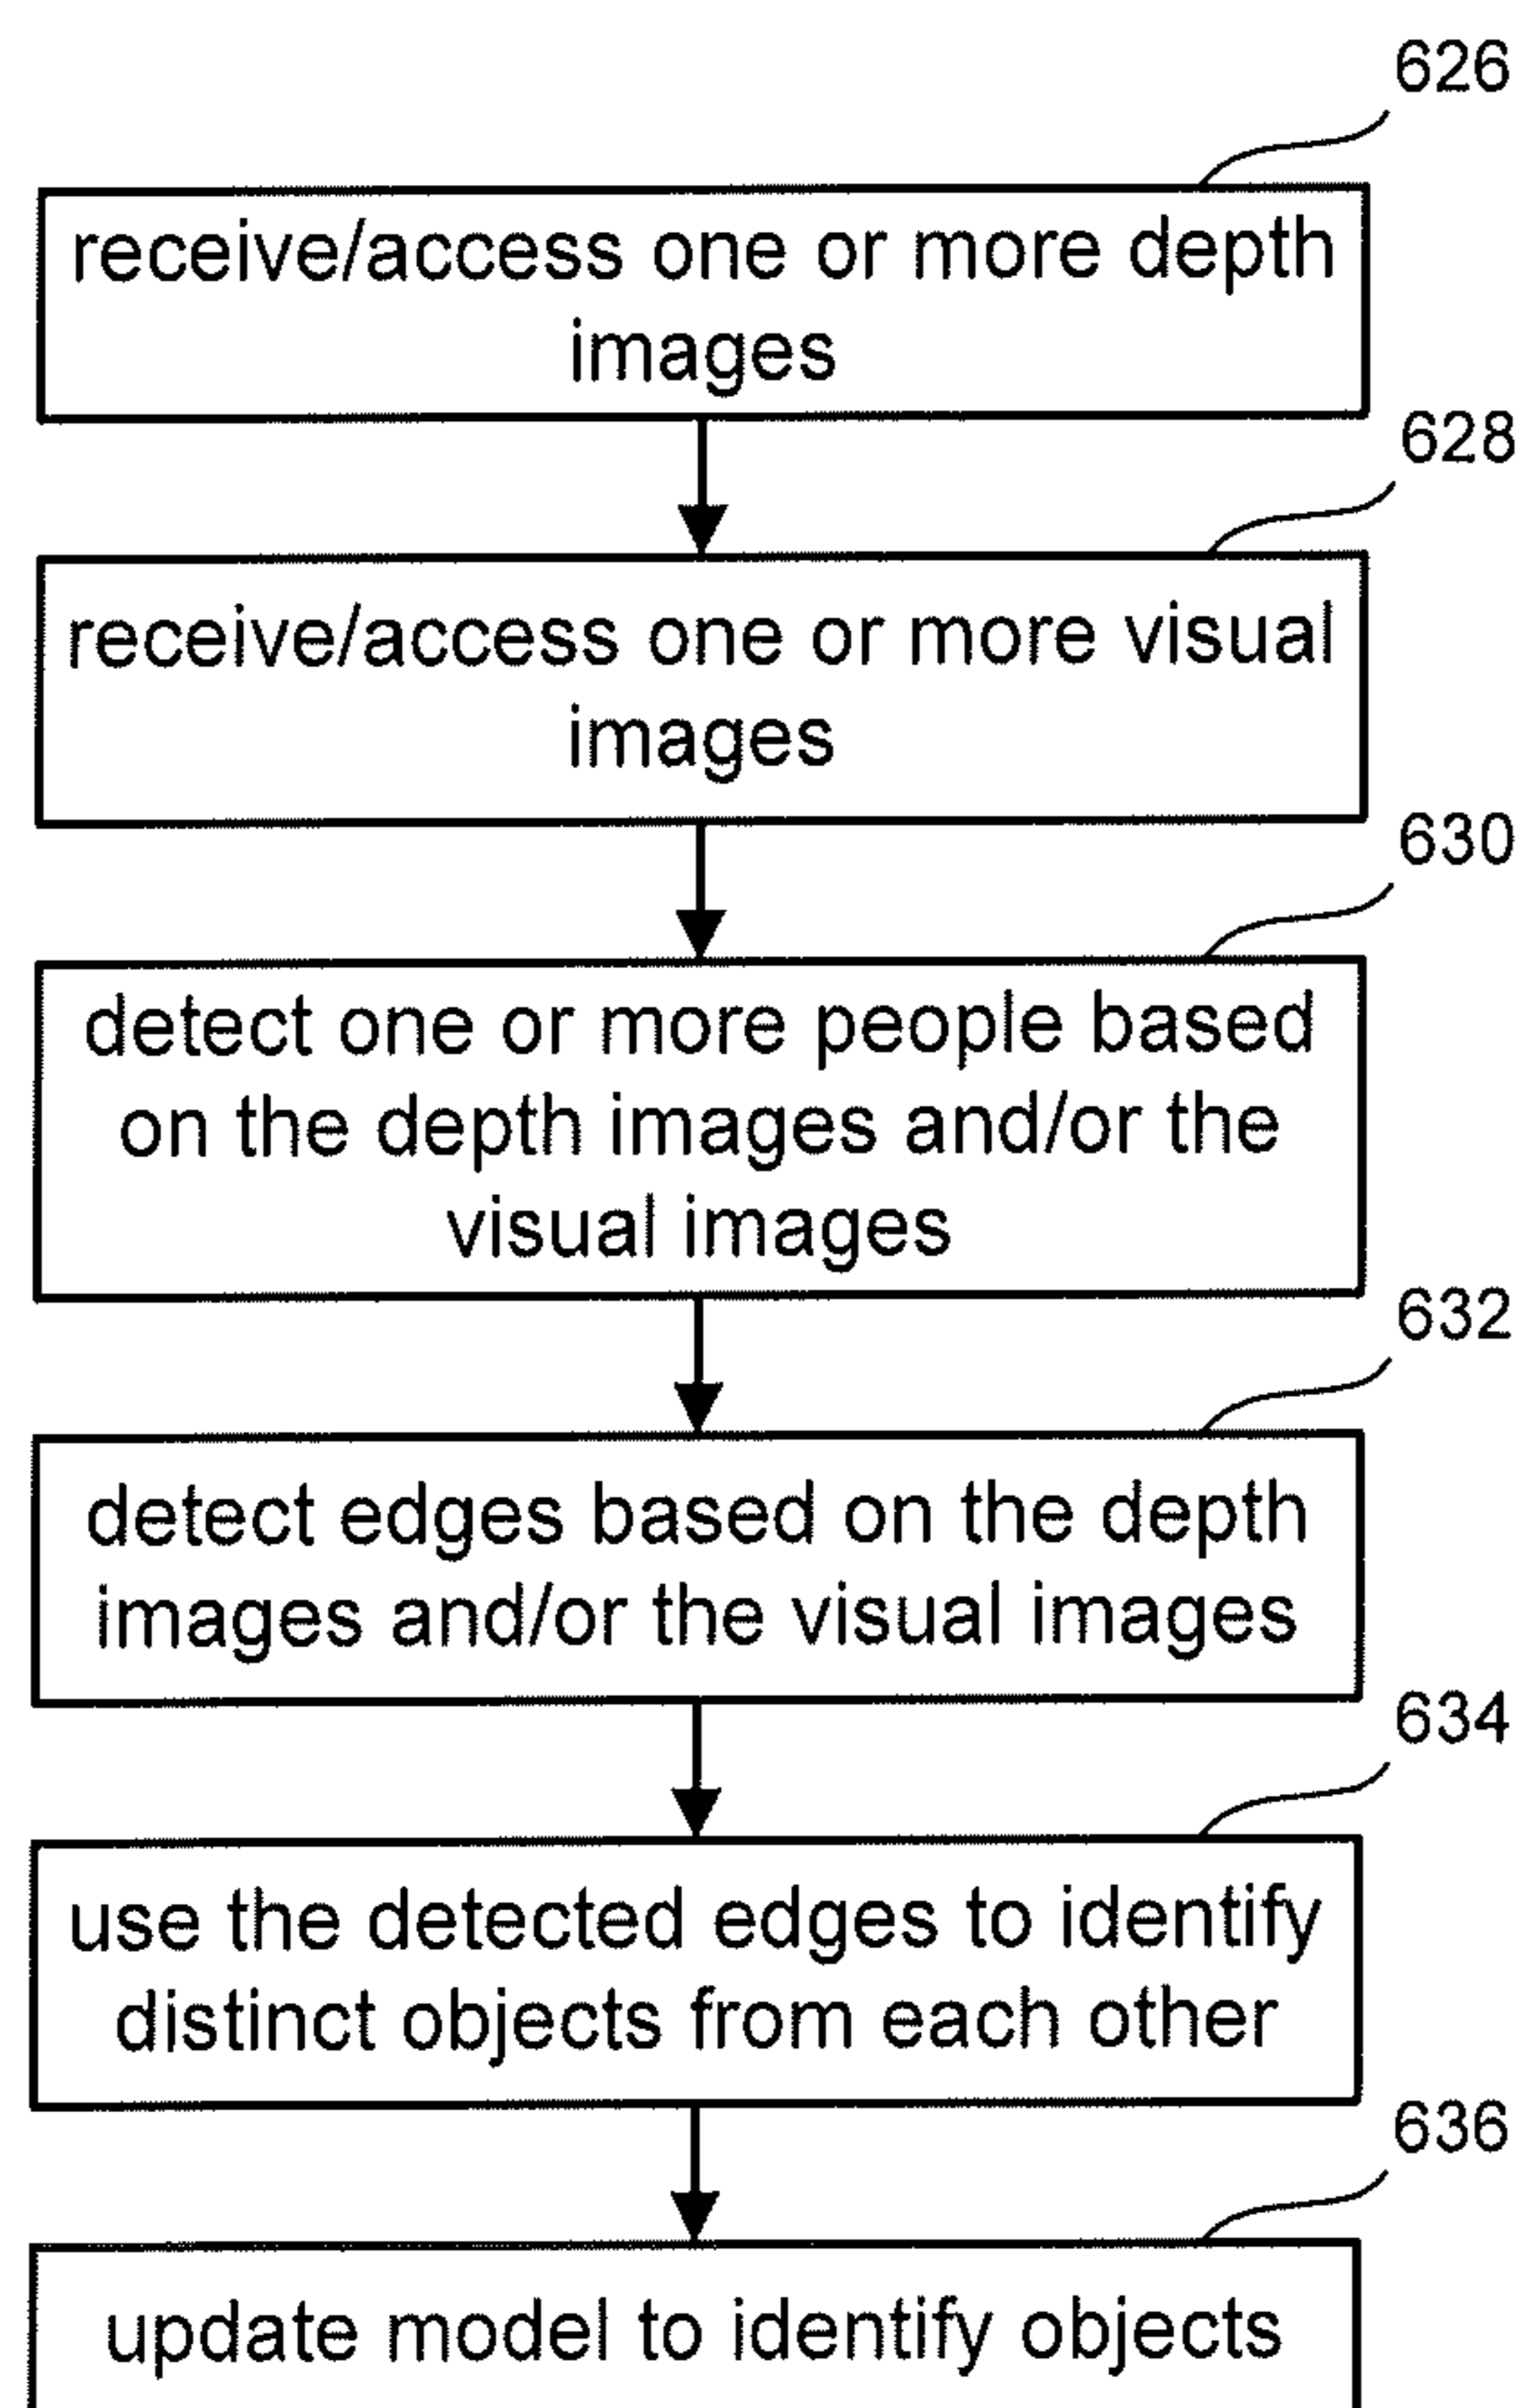 626
receive/access one or more depth
images
628
receive/access one or more visual
images
630
detect one or more people based
on the depth images and/or the
visual images
632
detect edges based on the depth
images and/or the visual images
634
use the detected edges to identify
distinct objects from each other
636
update model to identify objects